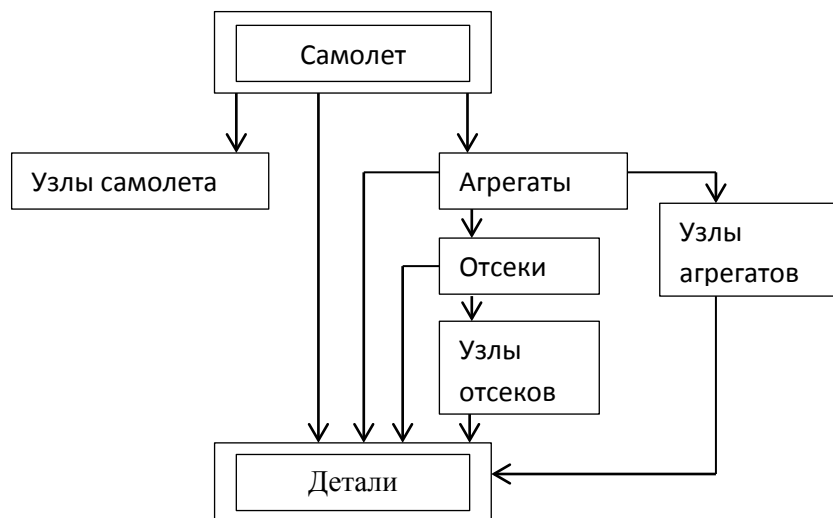 Самолет
Узлы самолета
Агрегаты
Узлы
агрегатов
Отсеки
Узлы
отсеков
Детали